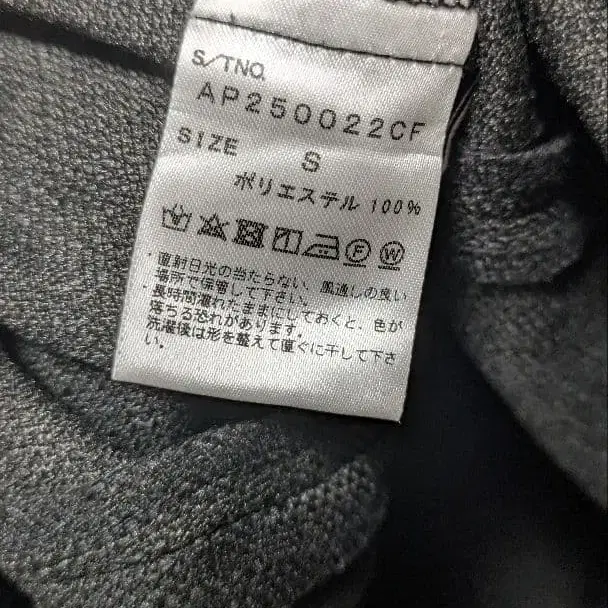 S/TNO.
AP250022CF
SIZE S
ポリエステル 100%
F W
・直射日光の当たらない、風通しの良い
場所で保管して下さい。
・長時間濡れたままにしておくと、色が
落ちる恐れがあります。
洗濯後は形を整えて直ぐに干して下さ
い。